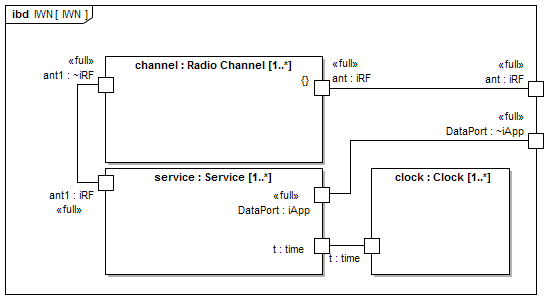 ibd IWN [ IWN ]
«full»
ant1 : ~iRF
channel : Radio Channel [1..*]
{}
«full»
ant : iRF
«full»
ant : iRF
«full»
DataPort : ~iApp
ant1 : iRF
«full»
service : Service [1..*]
«full»
DataPort : iApp
t : time
clock : Clock [1..*]
t : time